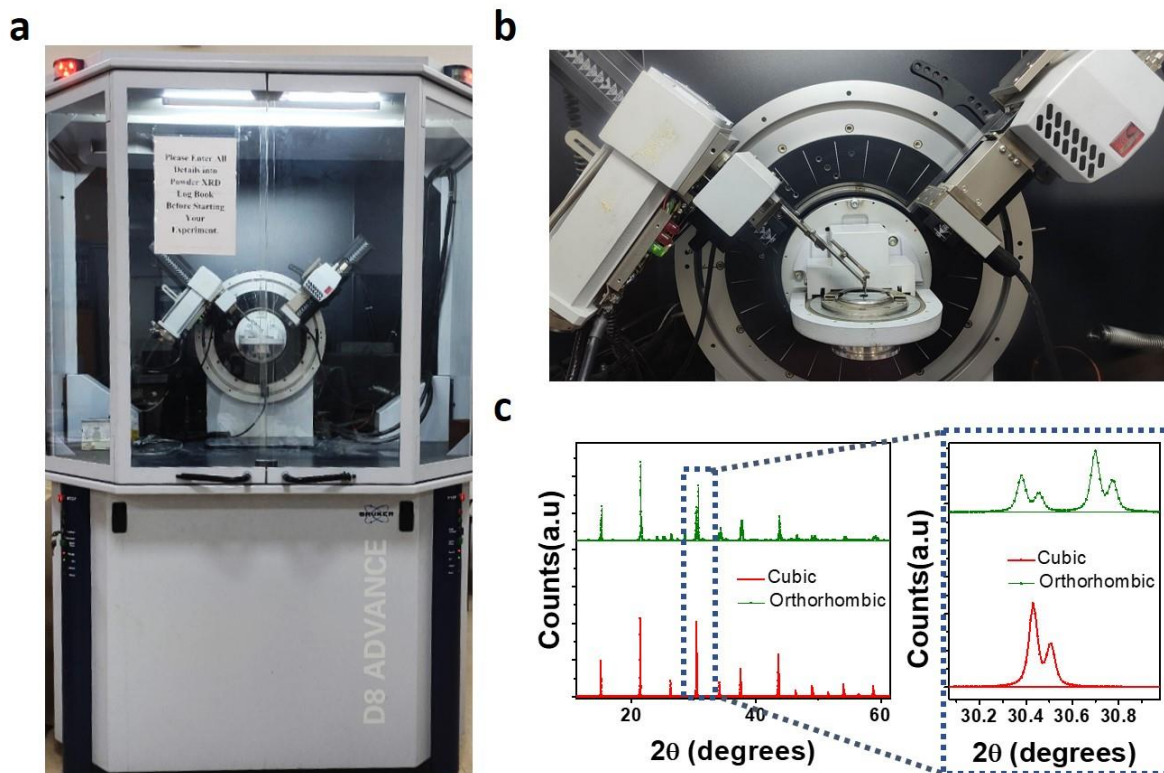 a
Please Enter All
Details into
Powder XRD
Log Book
Before Starting
Your
Experiment.
BRUKER
D8 ADVANCE
b
c
Counts(a.u)
Cubic
Orthorhombic
20
40
60
2θ (degrees)
Counts(a.u)
Cubic
Orthorhombic
30.2
30.4
30.6
30.8
2θ (degrees)